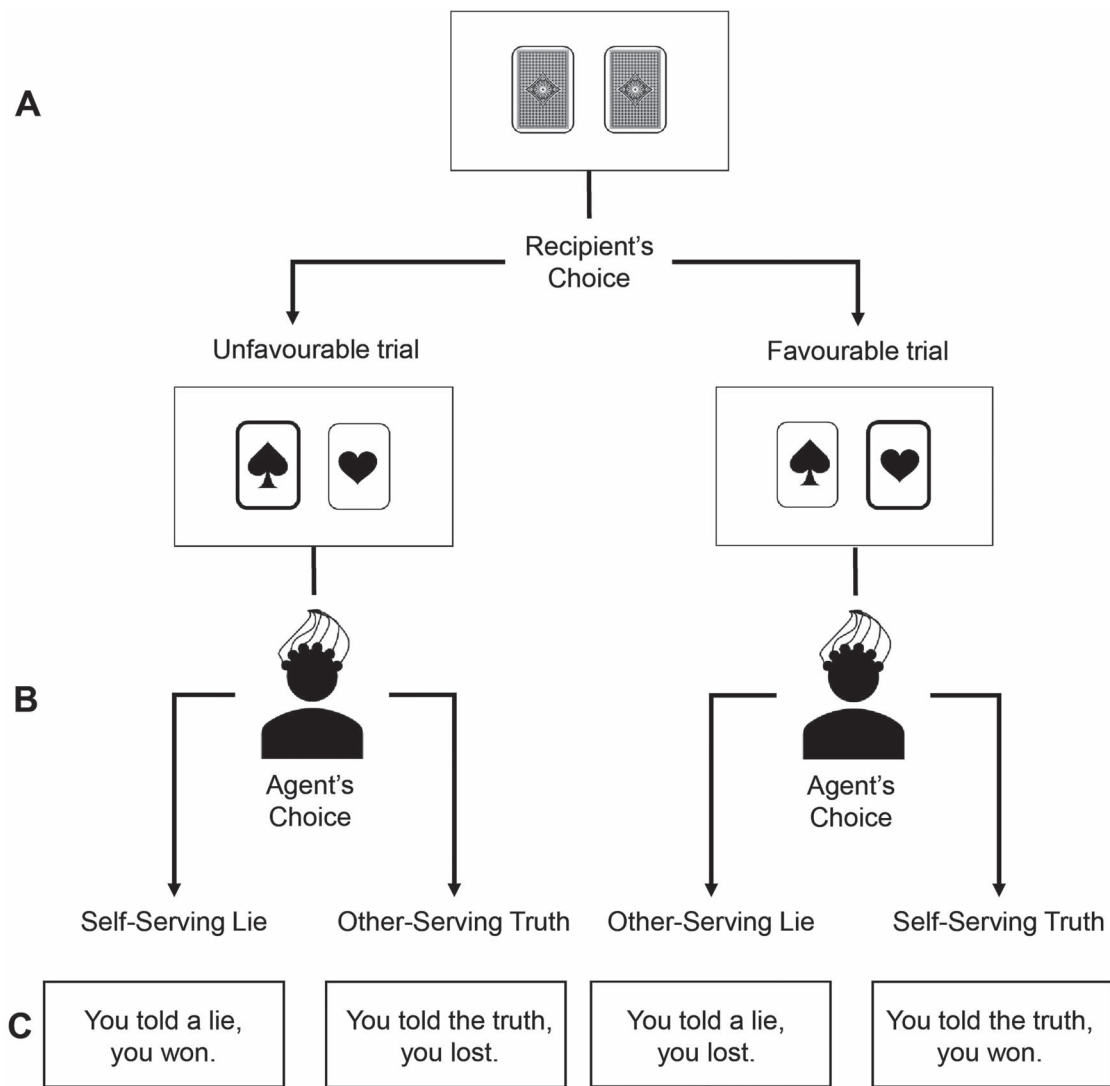 A
Recipient's
Choice
Unfavourable trial
Favourable trial
B
Agent's
Choice
Agent's
Choice
Self-Serving Lie
Other-Serving Truth
Other-Serving Lie
Self-Serving Truth
C
You told a lie,
you won.
You told the truth,
you lost.
You told a lie,
you lost.
You told the truth,
you won.